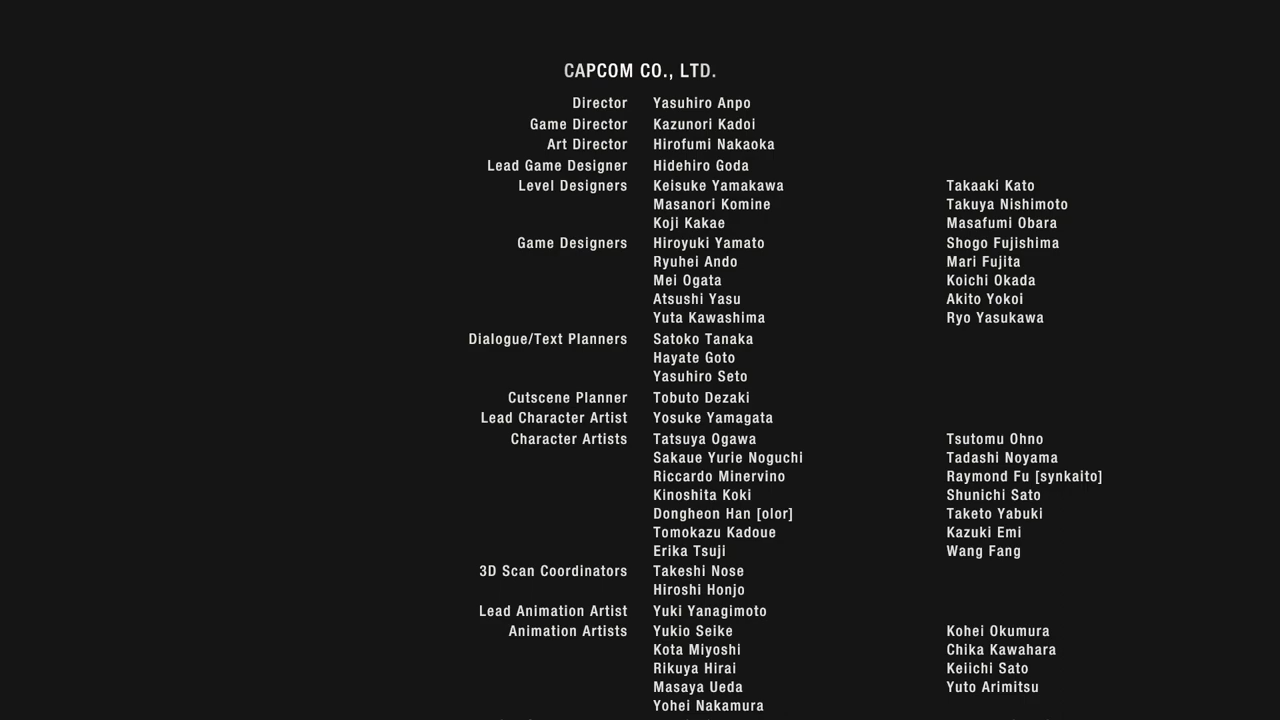 CAPCOM CO., LTD.
Director Yasuhiro Anpo
Game Director Kazunori Kadoi
Art Director Hirofumi Nakaoka
Lead Game Designer Hidehiro Goda
Level Designers Keisuke Yamakawa Takaaki Kato
Masanori Komine Takuya Nishimoto
Koji Kakae Masafumi Obara
Game Designers Hiroyuki Yamato Shogo Fujishima
Ryuhei Ando Mari Fujita
Mei Ogata Koichi Okada
Atsushi Yasu Akito Yokoi
Yuta Kawashima Ryo Yasukawa
Dialogue/Text Planners Satoko Tanaka
Hayate Goto
Yasuhiro Seto
Cutscene Planner Tobuto Dezaki
Lead Character Artist Yosuke Yamagata
Character Artists Tatsuya Ogawa Tsutomu Ohno
Sakaue Yurie Noguchi Tadashi Noyama
Riccardo Minervino Raymond Fu [synkaito]
Kinoshita Koki Shunichi Sato
Dongheon Han [olor] Taketo Yabuki
Tomokazu Kadoue Kazuki Emi
Erika Tsuji Wang Fang
3D Scan Coordinators Takeshi Nose
Hiroshi Honjo
Lead Animation Artist Yuki Yanagimoto
Animation Artists Yukio Seike Kohei Okumura
Kota Miyoshi Chika Kawahara
Rikuya Hirai Keiichi Sato
Masaya Ueda Yuto Arimitsu
Yohei Nakamura